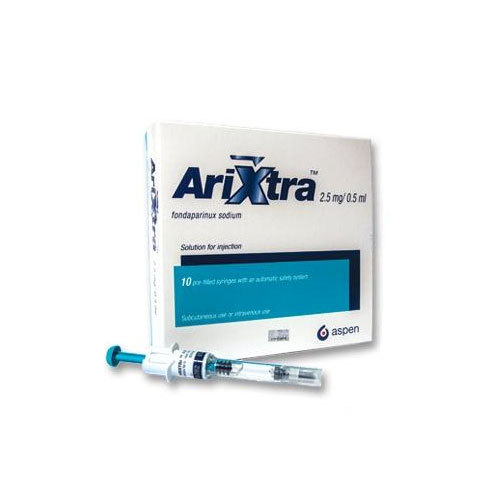 AriXtra™ 2.5 mg/ 0.5 ml
fondaparinux sodium
Solution for injection
10 pre-filled syringes with an automatic safety system
Subcutaneous use or intravenous use
aspen